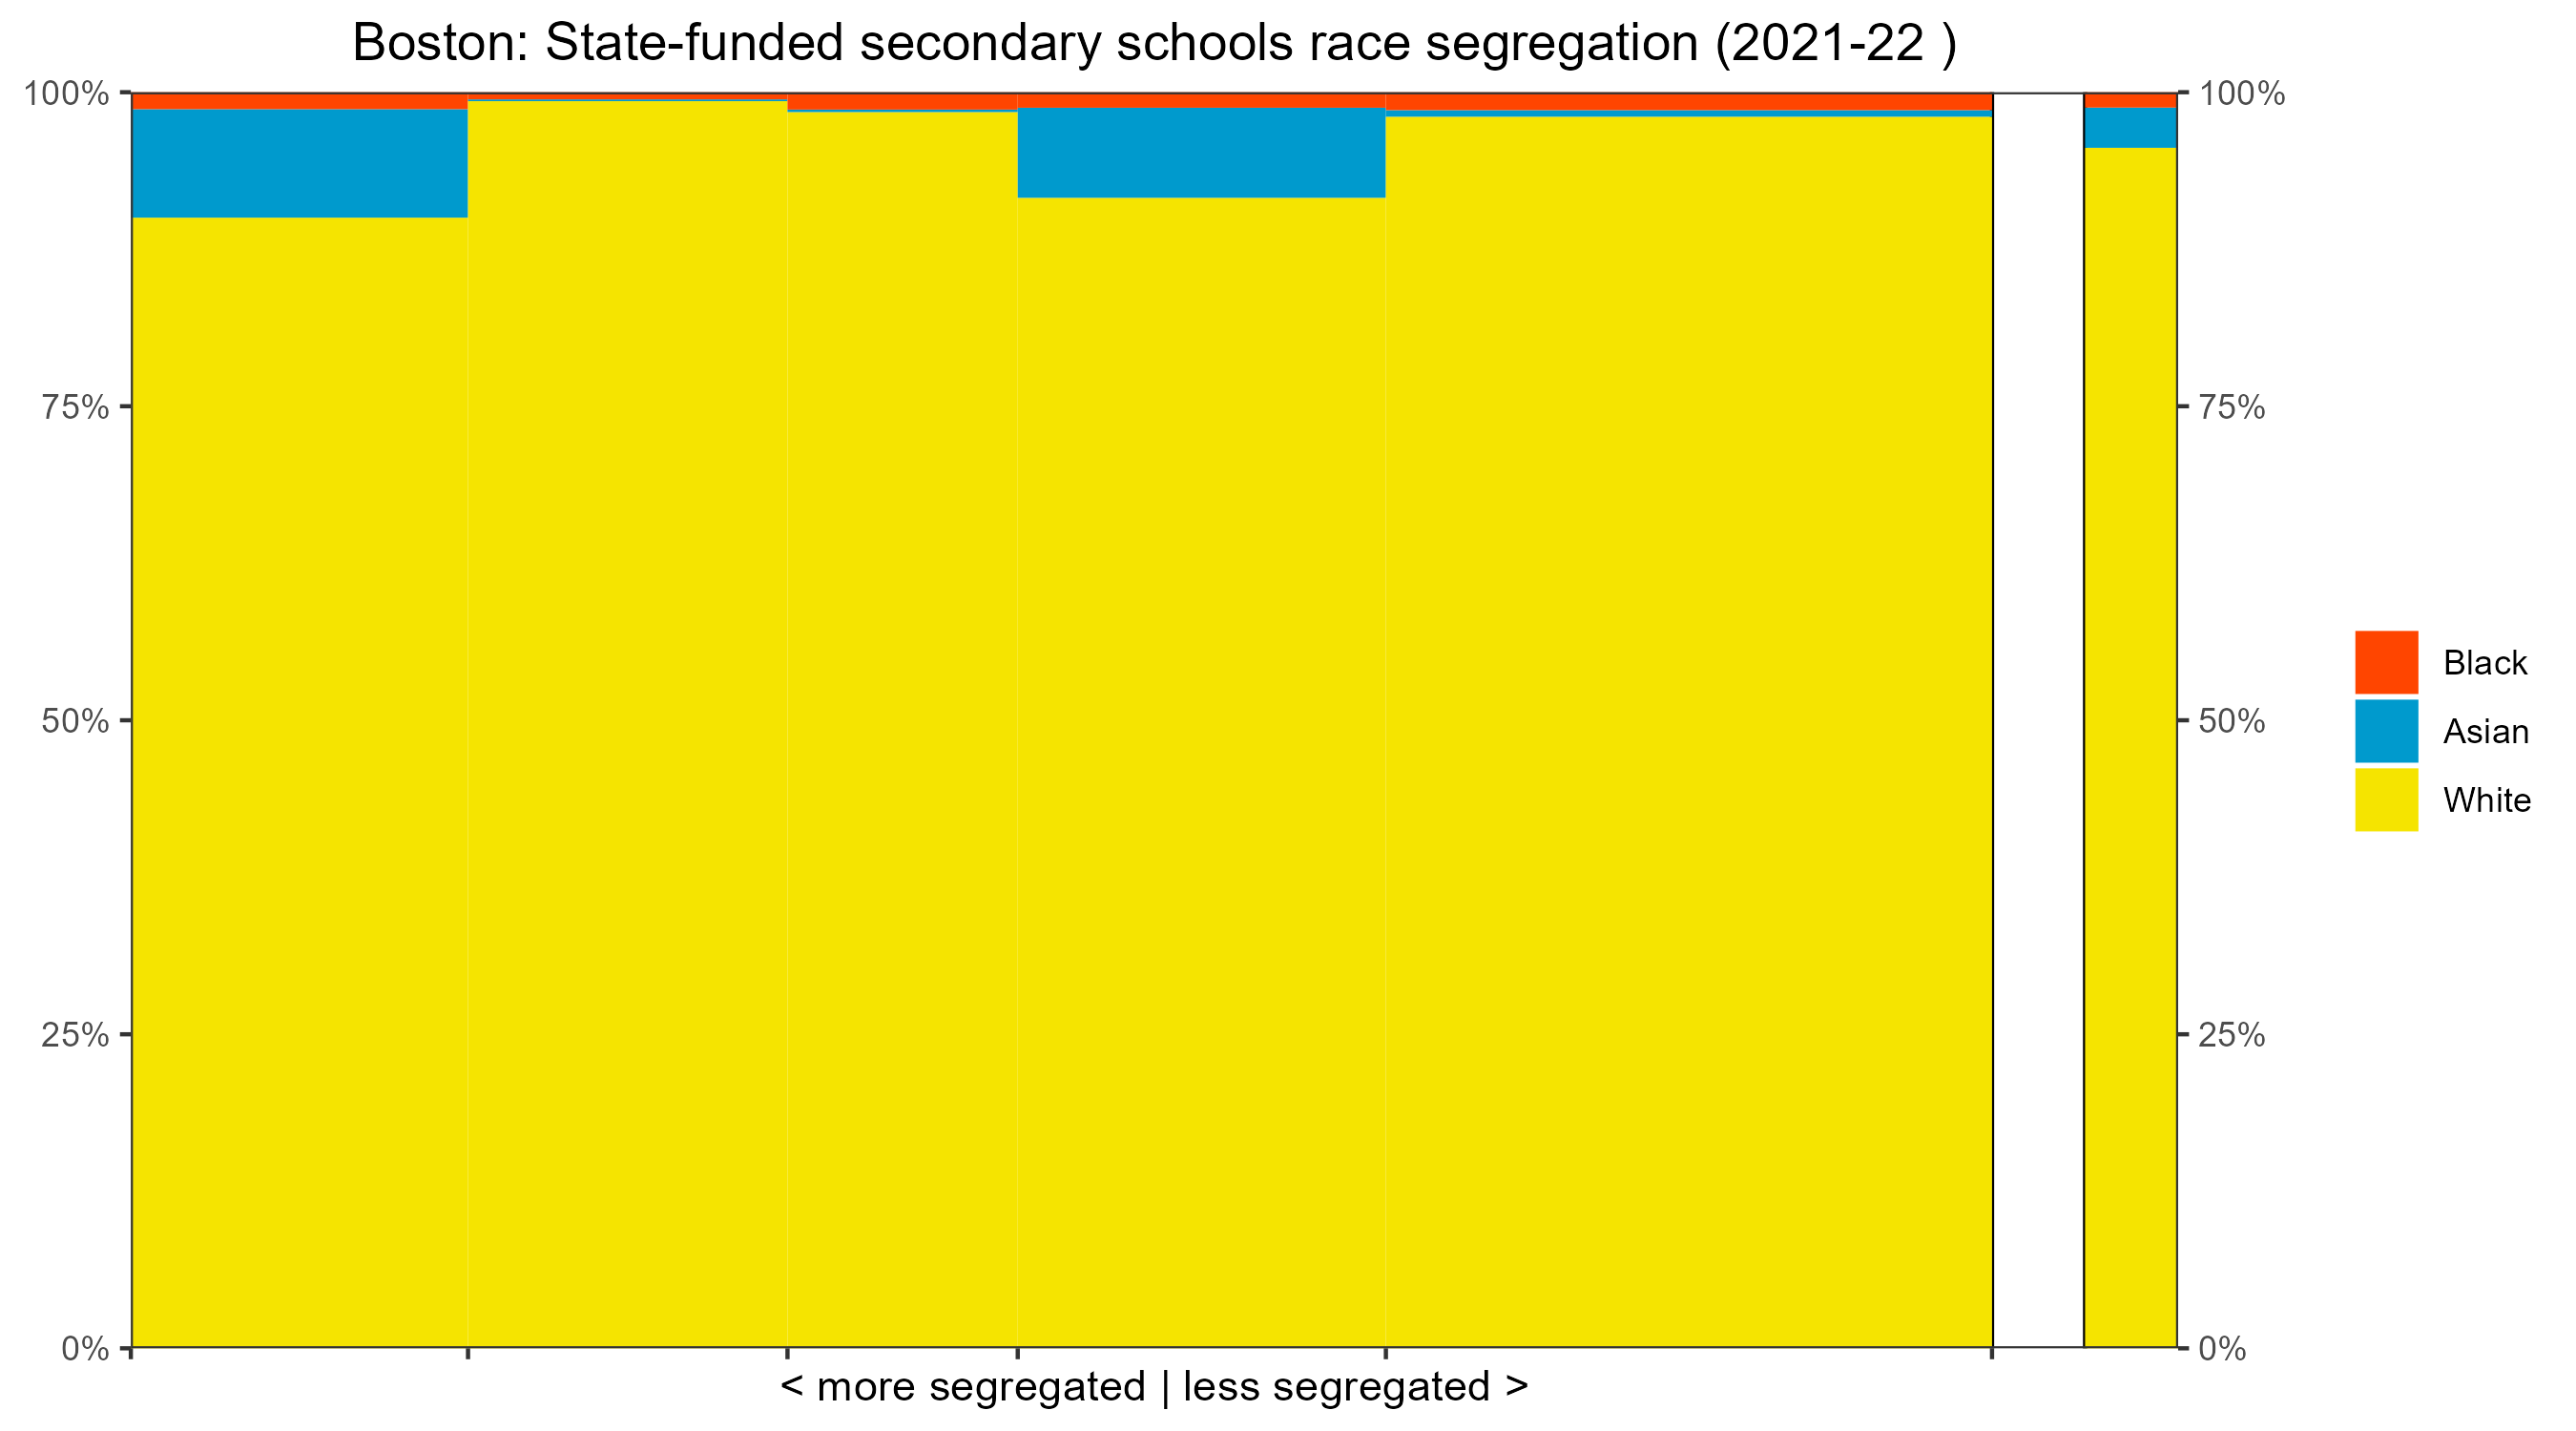 Boston: State-funded secondary schools race segregation (2021-22 )
100%
75%
50%
25%
0%
100%
75%
50%
25%
0%
< more segregated | less segregated >
Black
Asian
White